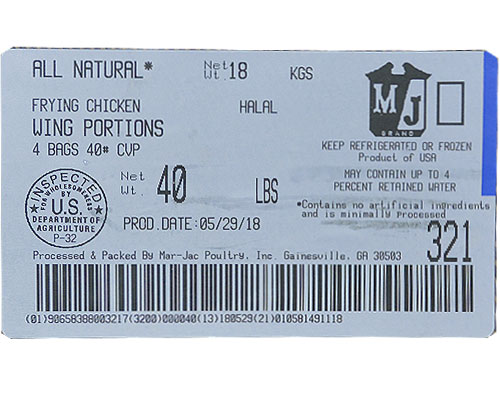 ALL NATURAL* Net Wt. 18 KGS
FRYING CHICKEN HALAL
WING PORTIONS
4 BAGS 40# CVP
MJ
BRAND
KEEP REFRIGERATED OR FROZEN
Product of USA
MAY CONTAIN UP TO 4
PERCENT RETAINED WATER
Net Wt. 40 LBS
*Contains no artificial ingredients
and is minimally processed
INSPECTED
FOR WHOLESOMENESS
BY
U.S.
DEPARTMENT OF
AGRICULTURE
P-32
PROD.DATE:05/29/18
321
Processed & Packed By Mar-Jac Poultry, Inc. Gainesville, GA 30503
(01)90658388003217(3200)000040(13)180529(21)010581491118